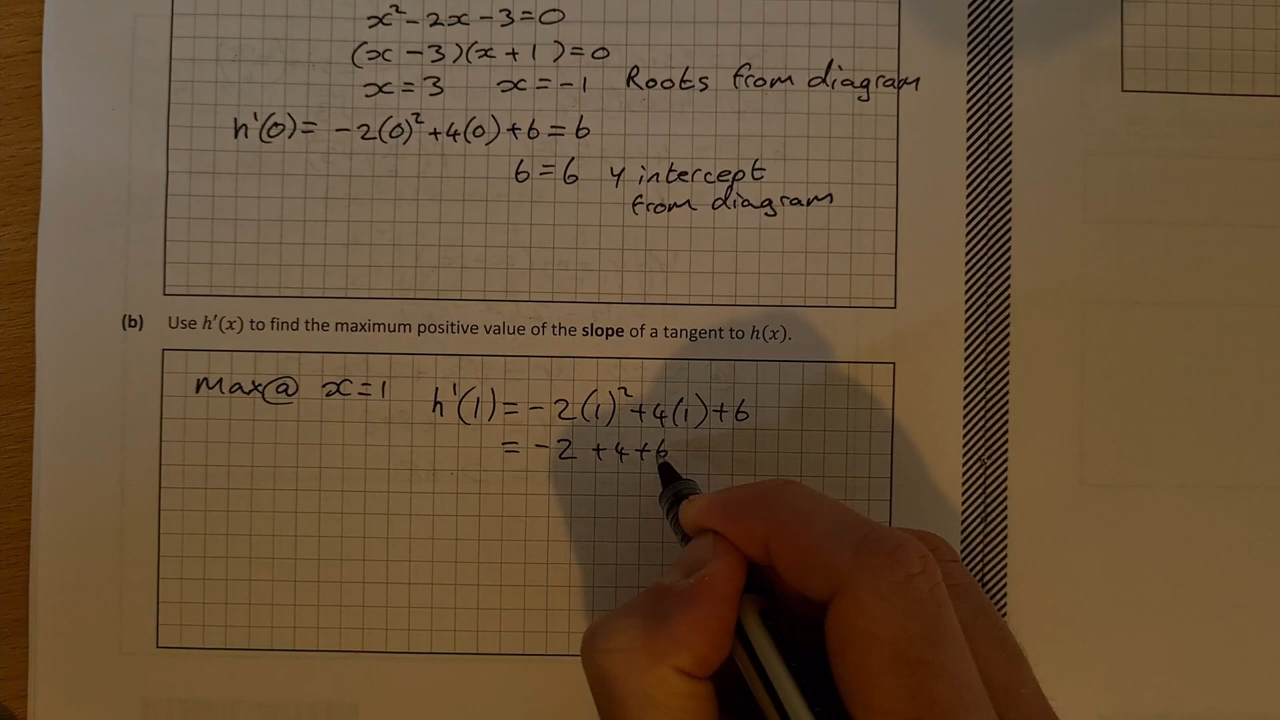 x² - 2x - 3 = 0
(x - 3)(x + 1) = 0
x = 3 x = -1 Roots from diagram
h'(0) = -2(0)² + 4(0) + 6 = 6
6 = 6 y intercept
from diagram
(b) Use h′(x) to find the maximum positive value of the slope of a tangent to h(x).
Max@ x = 1 h'(1) = -2(1)² + 4(1) + 6
= -2 + 4 + 6